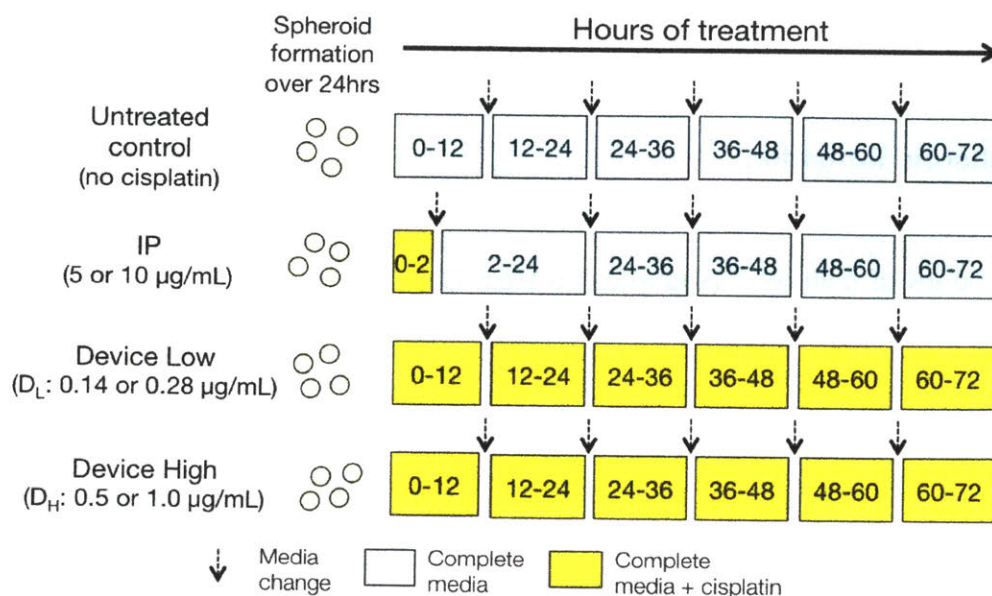 Spheroid
formation
over 24hrs
Hours of treatment
Untreated
control
(no cisplatin)
0-12 12-24 24-36 36-48 48-60 60-72
IP
(5 or 10 µg/mL)
0-2 2-24 24-36 36-48 48-60 60-72
Device Low
(DL: 0.14 or 0.28 µg/mL)
0-12 12-24 24-36 36-48 48-60 60-72
Device High
(DH: 0.5 or 1.0 µg/mL)
0-12 12-24 24-36 36-48 48-60 60-72
Media
change
Complete
media
Complete
media + cisplatin